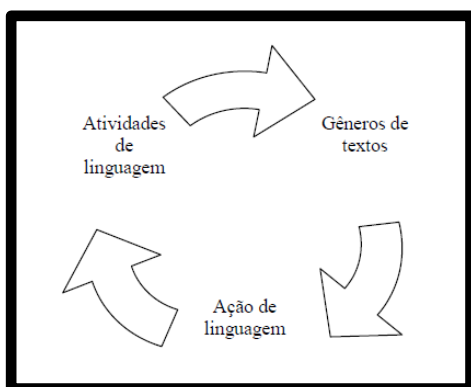 Atividades
de
linguagem
Gêneros de
textos
Ação de
linguagem